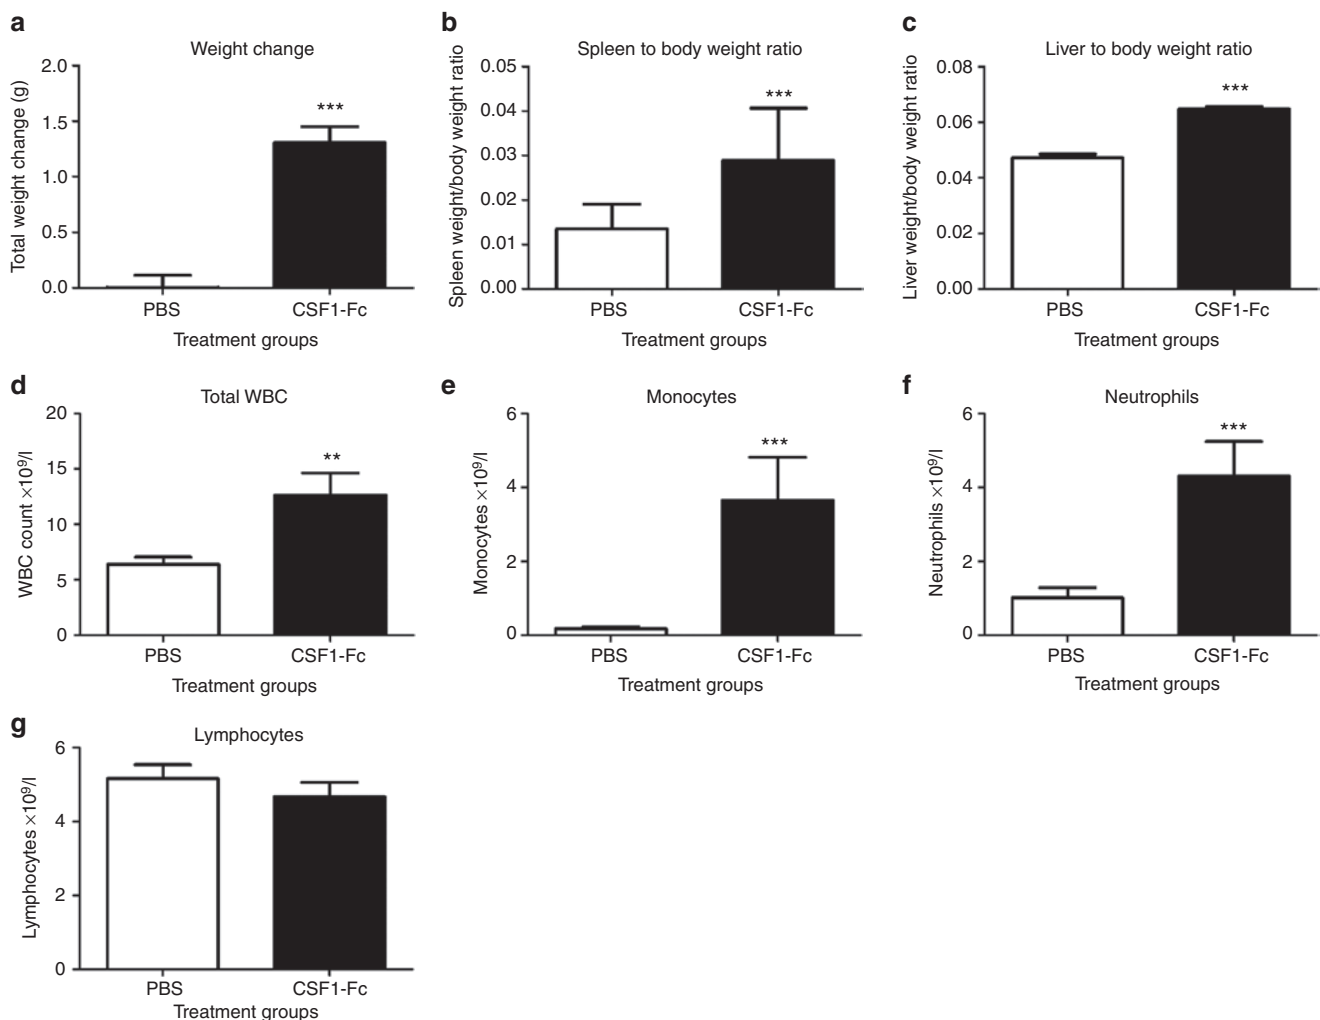 a
Weight change
Total weight change (g)
2.0
1.5
1.0
0.5
0.0
***
PBS
CSF1-Fc
Treatment groups
b
Spleen to body weight ratio
Spleen weight/body weight ratio
0.05
0.04
0.03
0.02
0.01
0.00
***
PBS
CSF1-Fc
Treatment groups
c
Liver to body weight ratio
Liver weight/body weight ratio
0.08
0.06
0.04
0.02
0.00
***
PBS
CSF1-Fc
Treatment groups
d
Total WBC
WBC count ×10⁹/l
20
15
10
5
0
**
PBS
CSF1-Fc
Treatment groups
e
Monocytes
Monocytes ×10⁹/l
6
4
2
0
***
PBS
CSF1-Fc
Treatment groups
f
Neutrophils
Neutrophils ×10⁹/l
6
4
2
0
***
PBS
CSF1-Fc
Treatment groups
g
Lymphocytes
Lymphocytes ×10⁹/l
6
4
2
0
PBS
CSF1-Fc
Treatment groups